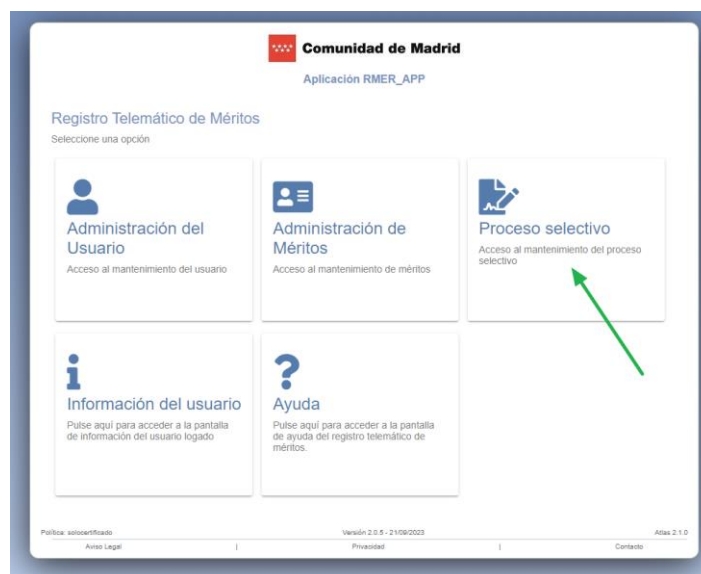 Comunidad de Madrid
Aplicación RMER_APP
Registro Telemático de Méritos
Seleccione una opción
Administración del
Usuario
Acceso al mantenimiento del usuario
Administración de
Méritos
Acceso al mantenimiento de méritos
Proceso selectivo
Acceso al mantenimiento del proceso
selectivo
Información del usuario
Pulse aquí para acceder a la pantalla
de información del usuario logado
Ayuda
Pulse aquí para acceder a la pantalla
de ayuda del registro telemático de
méritos.
Política: solocertificado Versión 2.0.5 - 21/09/2023 Atlas 2.1.0
Aviso Legal | Privacidad | Contacto